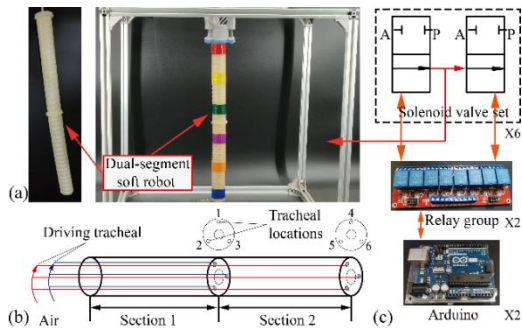 A
P
A
P
Solenoid valve set
X6
Dual-segment
soft robot
(a)
1
2
3
Tracheal
locations
4
5
6
Relay group
X2
Driving tracheal
(b)
Air
Section 1
Section 2
(c)
Arduino
X2